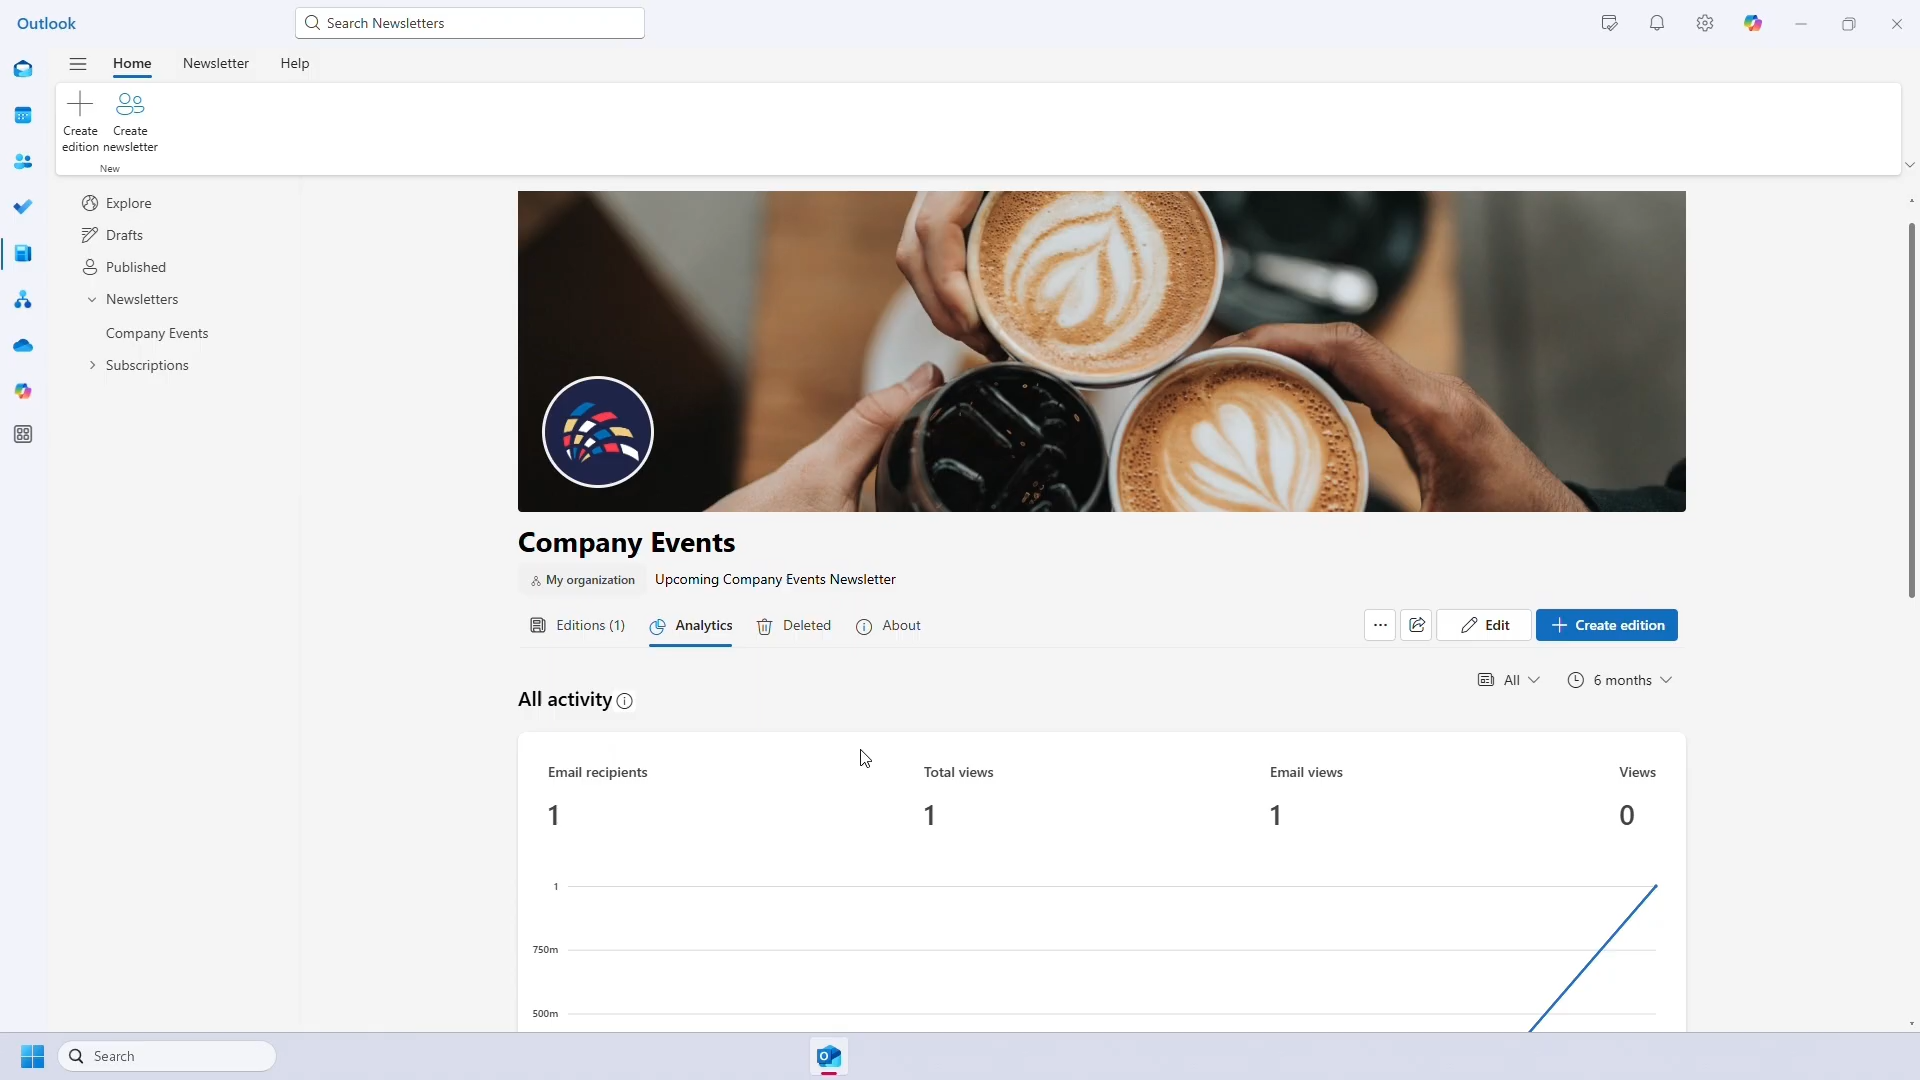 Outlook
Search Newsletters
Home Newsletter Help
Create edition
Create newsletter
New
Explore
Drafts
Published
Newsletters
Company Events
Subscriptions
Company Events
My organization Upcoming Company Events Newsletter
Editions (1) Analytics Deleted About
... Edit Create edition
All 6 months
All activity
Email recipients Total views Email views Views
1 1 1 0
1
750m
500m
Search